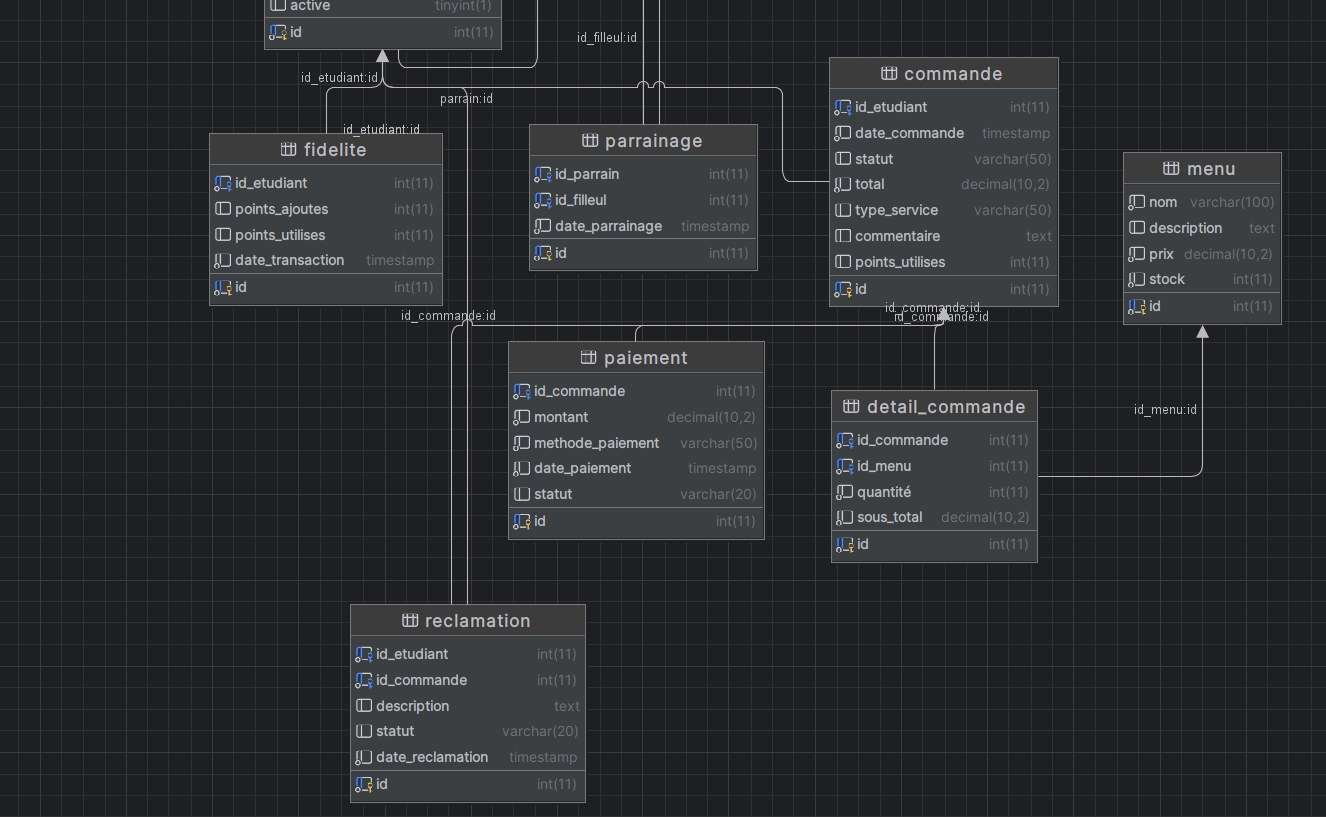 active tinyint(1)
id int(11)
id_filleul:id
id_etudiant:id
parrain:id
id_etudiant:id
commande
id_etudiant int(11)
date_commande timestamp
statut varchar(50)
total decimal(10,2)
type_service varchar(50)
commentaire text
points_utilises int(11)
id int(11)
fidelite
id_etudiant int(11)
points_ajoutes int(11)
points_utilises int(11)
date_transaction timestamp
id int(11)
parrainage
id_parrain int(11)
id_filleul int(11)
date_parrainage timestamp
id int(11)
menu
nom varchar(100)
description text
prix decimal(10,2)
stock int(11)
id int(11)
id_commande:id
id_commande:id
id_commande:id
paiement
id_commande int(11)
montant decimal(10,2)
methode_paiement varchar(50)
date_paiement timestamp
statut varchar(20)
id int(11)
detail_commande
id_commande int(11)
id_menu int(11)
quantité int(11)
sous_total decimal(10,2)
id int(11)
id_menu:id
reclamation
id_etudiant int(11)
id_commande int(11)
description text
statut varchar(20)
date_reclamation timestamp
id int(11)